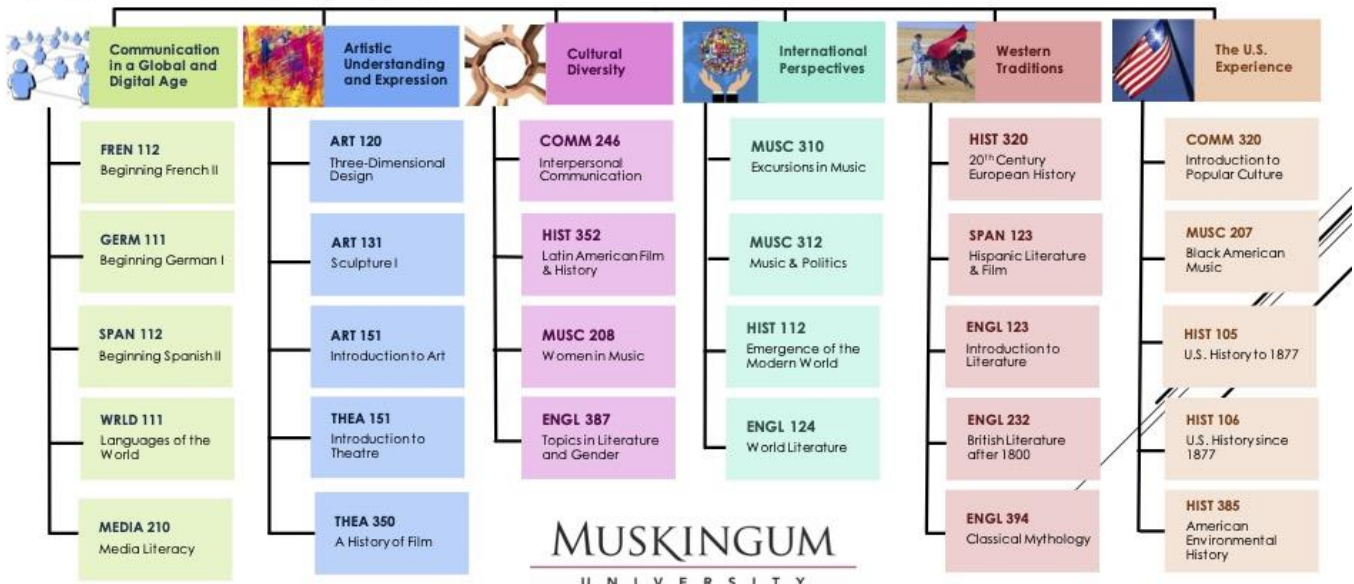 Communication
in a Global and
Digital Age
FREN 112
Beginning French II
GERM 111
Beginning German I
SPAN 112
Beginning Spanish II
WRLD 111
Languages of the
World
MEDIA 210
Media Literacy
Artistic
Understanding
and Expression
ART 120
Three-Dimensional
Design
ART 131
Sculpture I
ART 151
Introduction to Art
THEA 151
Introduction to
Theatre
THEA 350
A History of Film
Cultural
Diversity
COMM 246
Interpersonal
Communication
HIST 352
Latin American Film
& History
MUSC 208
Women in Music
ENGL 387
Topics in Literature
and Gender
International
Perspectives
MUSC 310
Excursions in Music
MUSC 312
Music & Politics
HIST 112
Emergence of the
Modern World
ENGL 124
World Literature
Western
Traditions
HIST 320
20th Century
European History
SPAN 123
Hispanic Literature
& Film
ENGL 123
Introduction to
Literature
ENGL 232
British Literature
after 1800
ENGL 394
Classical Mythology
The U.S.
Experience
COMM 320
Introduction to
Popular Culture
MUSC 207
Black American
Music
HIST 105
U.S. History to 1877
HIST 106
U.S. History since
1877
HIST 385
American
Environmental
History
MUSKINGUM
UNIVERSITY